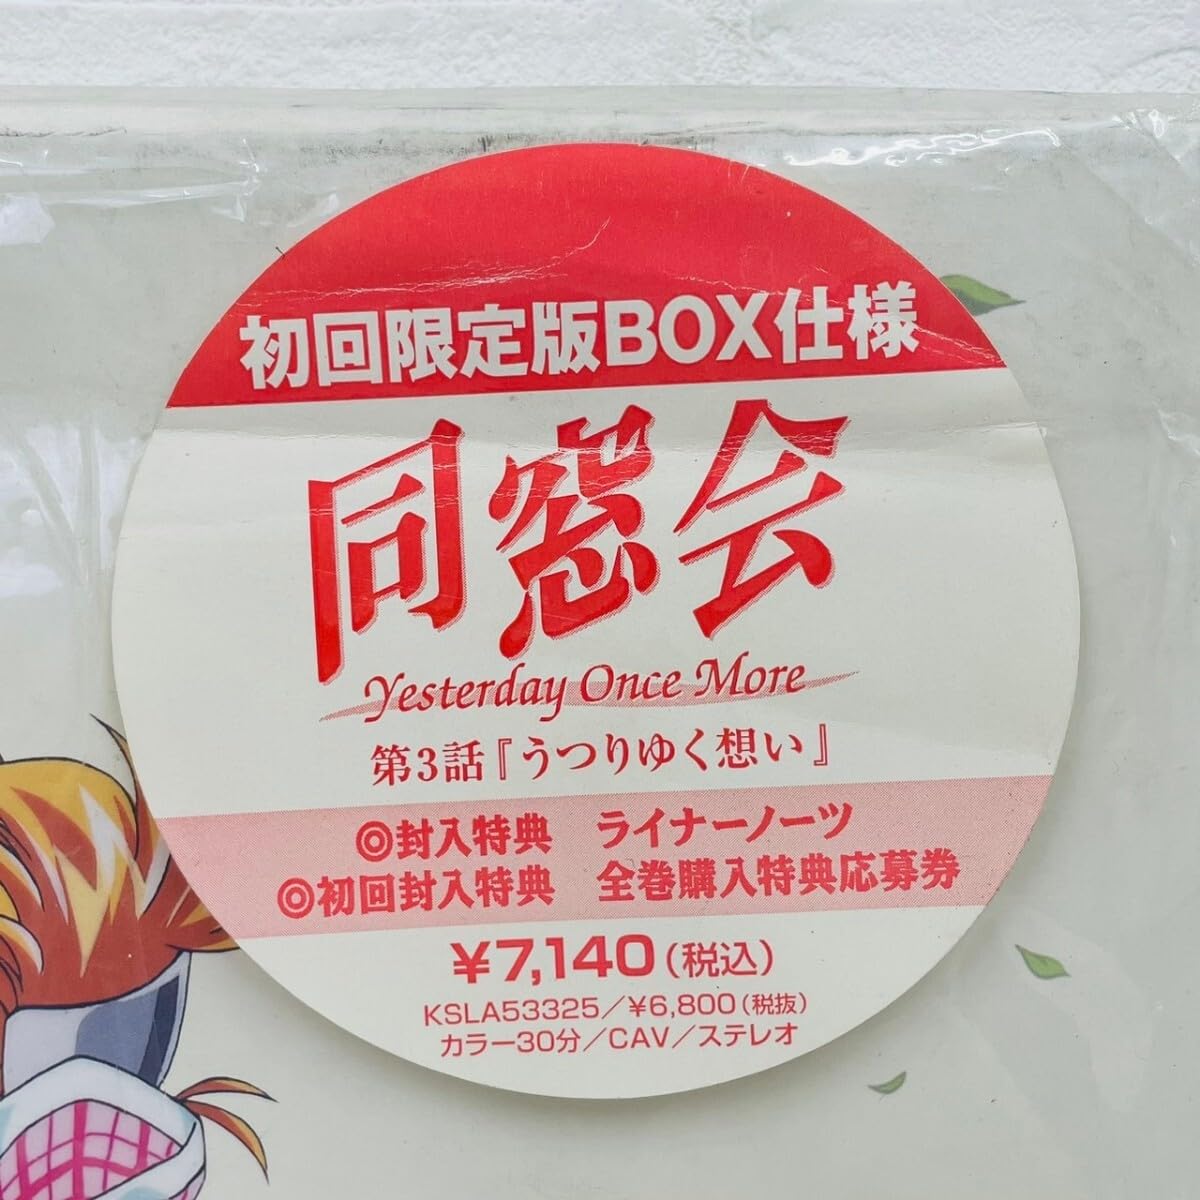 初回限定版BOX仕様
同窓会
Yesterday Once More
第3話『うつりゆく想い』
◎封入特典 ライナーノーツ
◎初回封入特典 全巻購入特典応募券
¥7,140(税込)
KSLA53325/¥6,800(税抜)
カラー30分/CAV/ステレオ